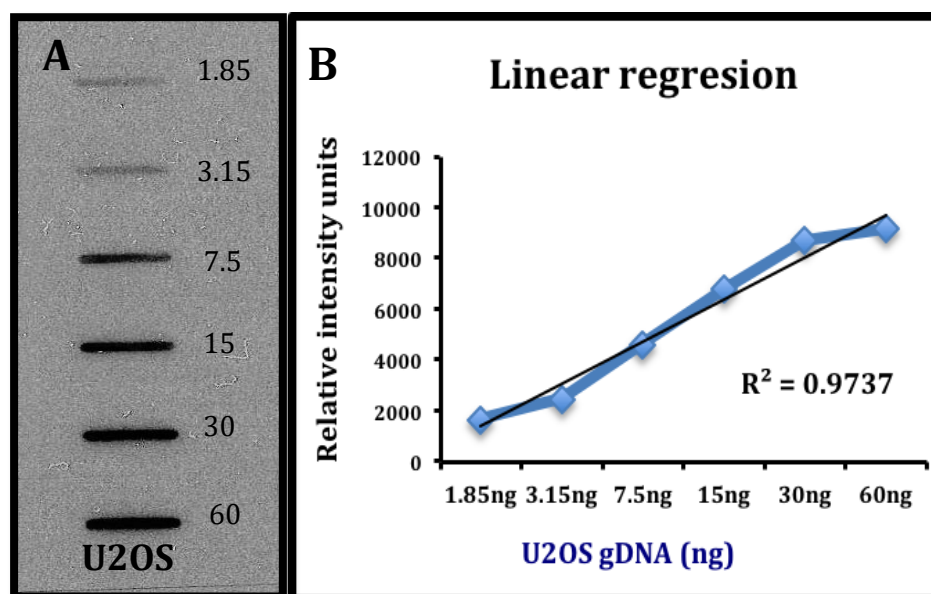 A
1.85
3.15
7.5
15
30
60
U2OS
B
Linear regresion
Relative intensity units
12000
10000
8000
6000
4000
2000
0
R² = 0.9737
1.85ng 3.15ng 7.5ng 15ng 30ng 60ng
U2OS gDNA (ng)